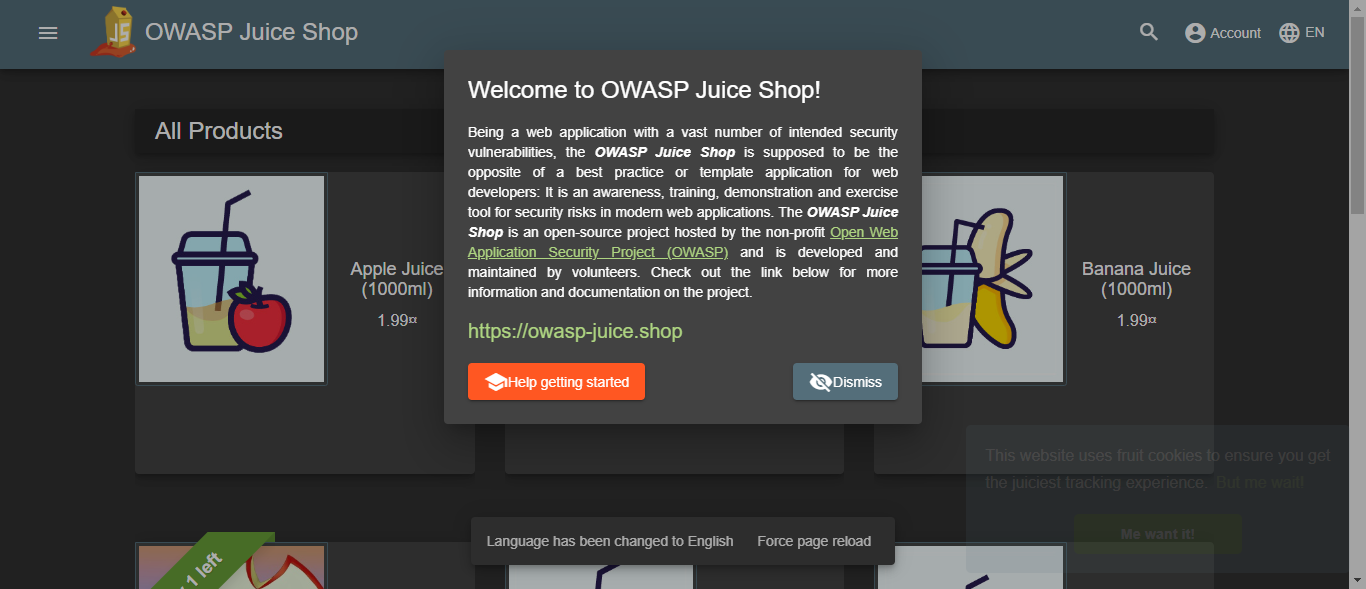 OWASP Juice Shop
Account
EN
Welcome to OWASP Juice Shop!
Being a web application with a vast number of intended security
vulnerabilities, the OWASP Juice Shop is supposed to be the
opposite of a best practice or template application for web
developers: It is an awareness, training, demonstration and exercise
tool for security risks in modern web applications. The OWASP Juice
Shop is an open-source project hosted by the non-profit Open Web
Application Security Project (OWASP) and is developed and
maintained by volunteers. Check out the link below for more
information and documentation on the project.
https://owasp-juice.shop
Help getting started
Dismiss
All Products
Apple Juice
(1000ml)
1.99¤
Banana Juice
(1000ml)
1.99¤
This website uses fruit cookies to ensure you get
the juiciest tracking experience. But me wait!
Me want it!
Language has been changed to English
Force page reload
1 left
JS